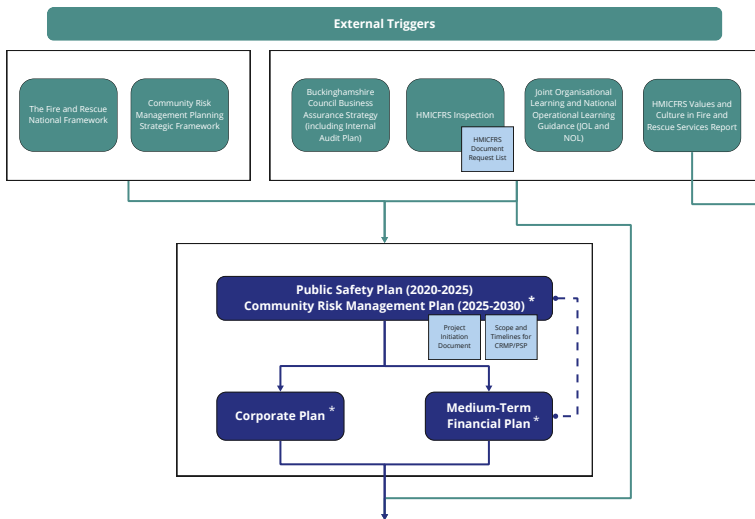 External Triggers
The Fire and Rescue
National Framework
Community Risk
Management Planning
Strategic Framework
Buckinghamshire
Council Business
Assurance Strategy
(including Internal
Audit Plan)
HMICFRS Inspection
HMICFRS
Document
Request List
Joint Organisational
Learning and National
Operational Learning
Guidance (JOL and
NOL)
HMICFRS Values and
Culture in Fire and
Rescue Services Report
Public Safety Plan (2020-2025)
Community Risk Management Plan (2025-2030) *
Project
Initiation
Document
Scope and
Timelines for
CRMP/PSP
Corporate Plan *
Medium-Term
Financial Plan *